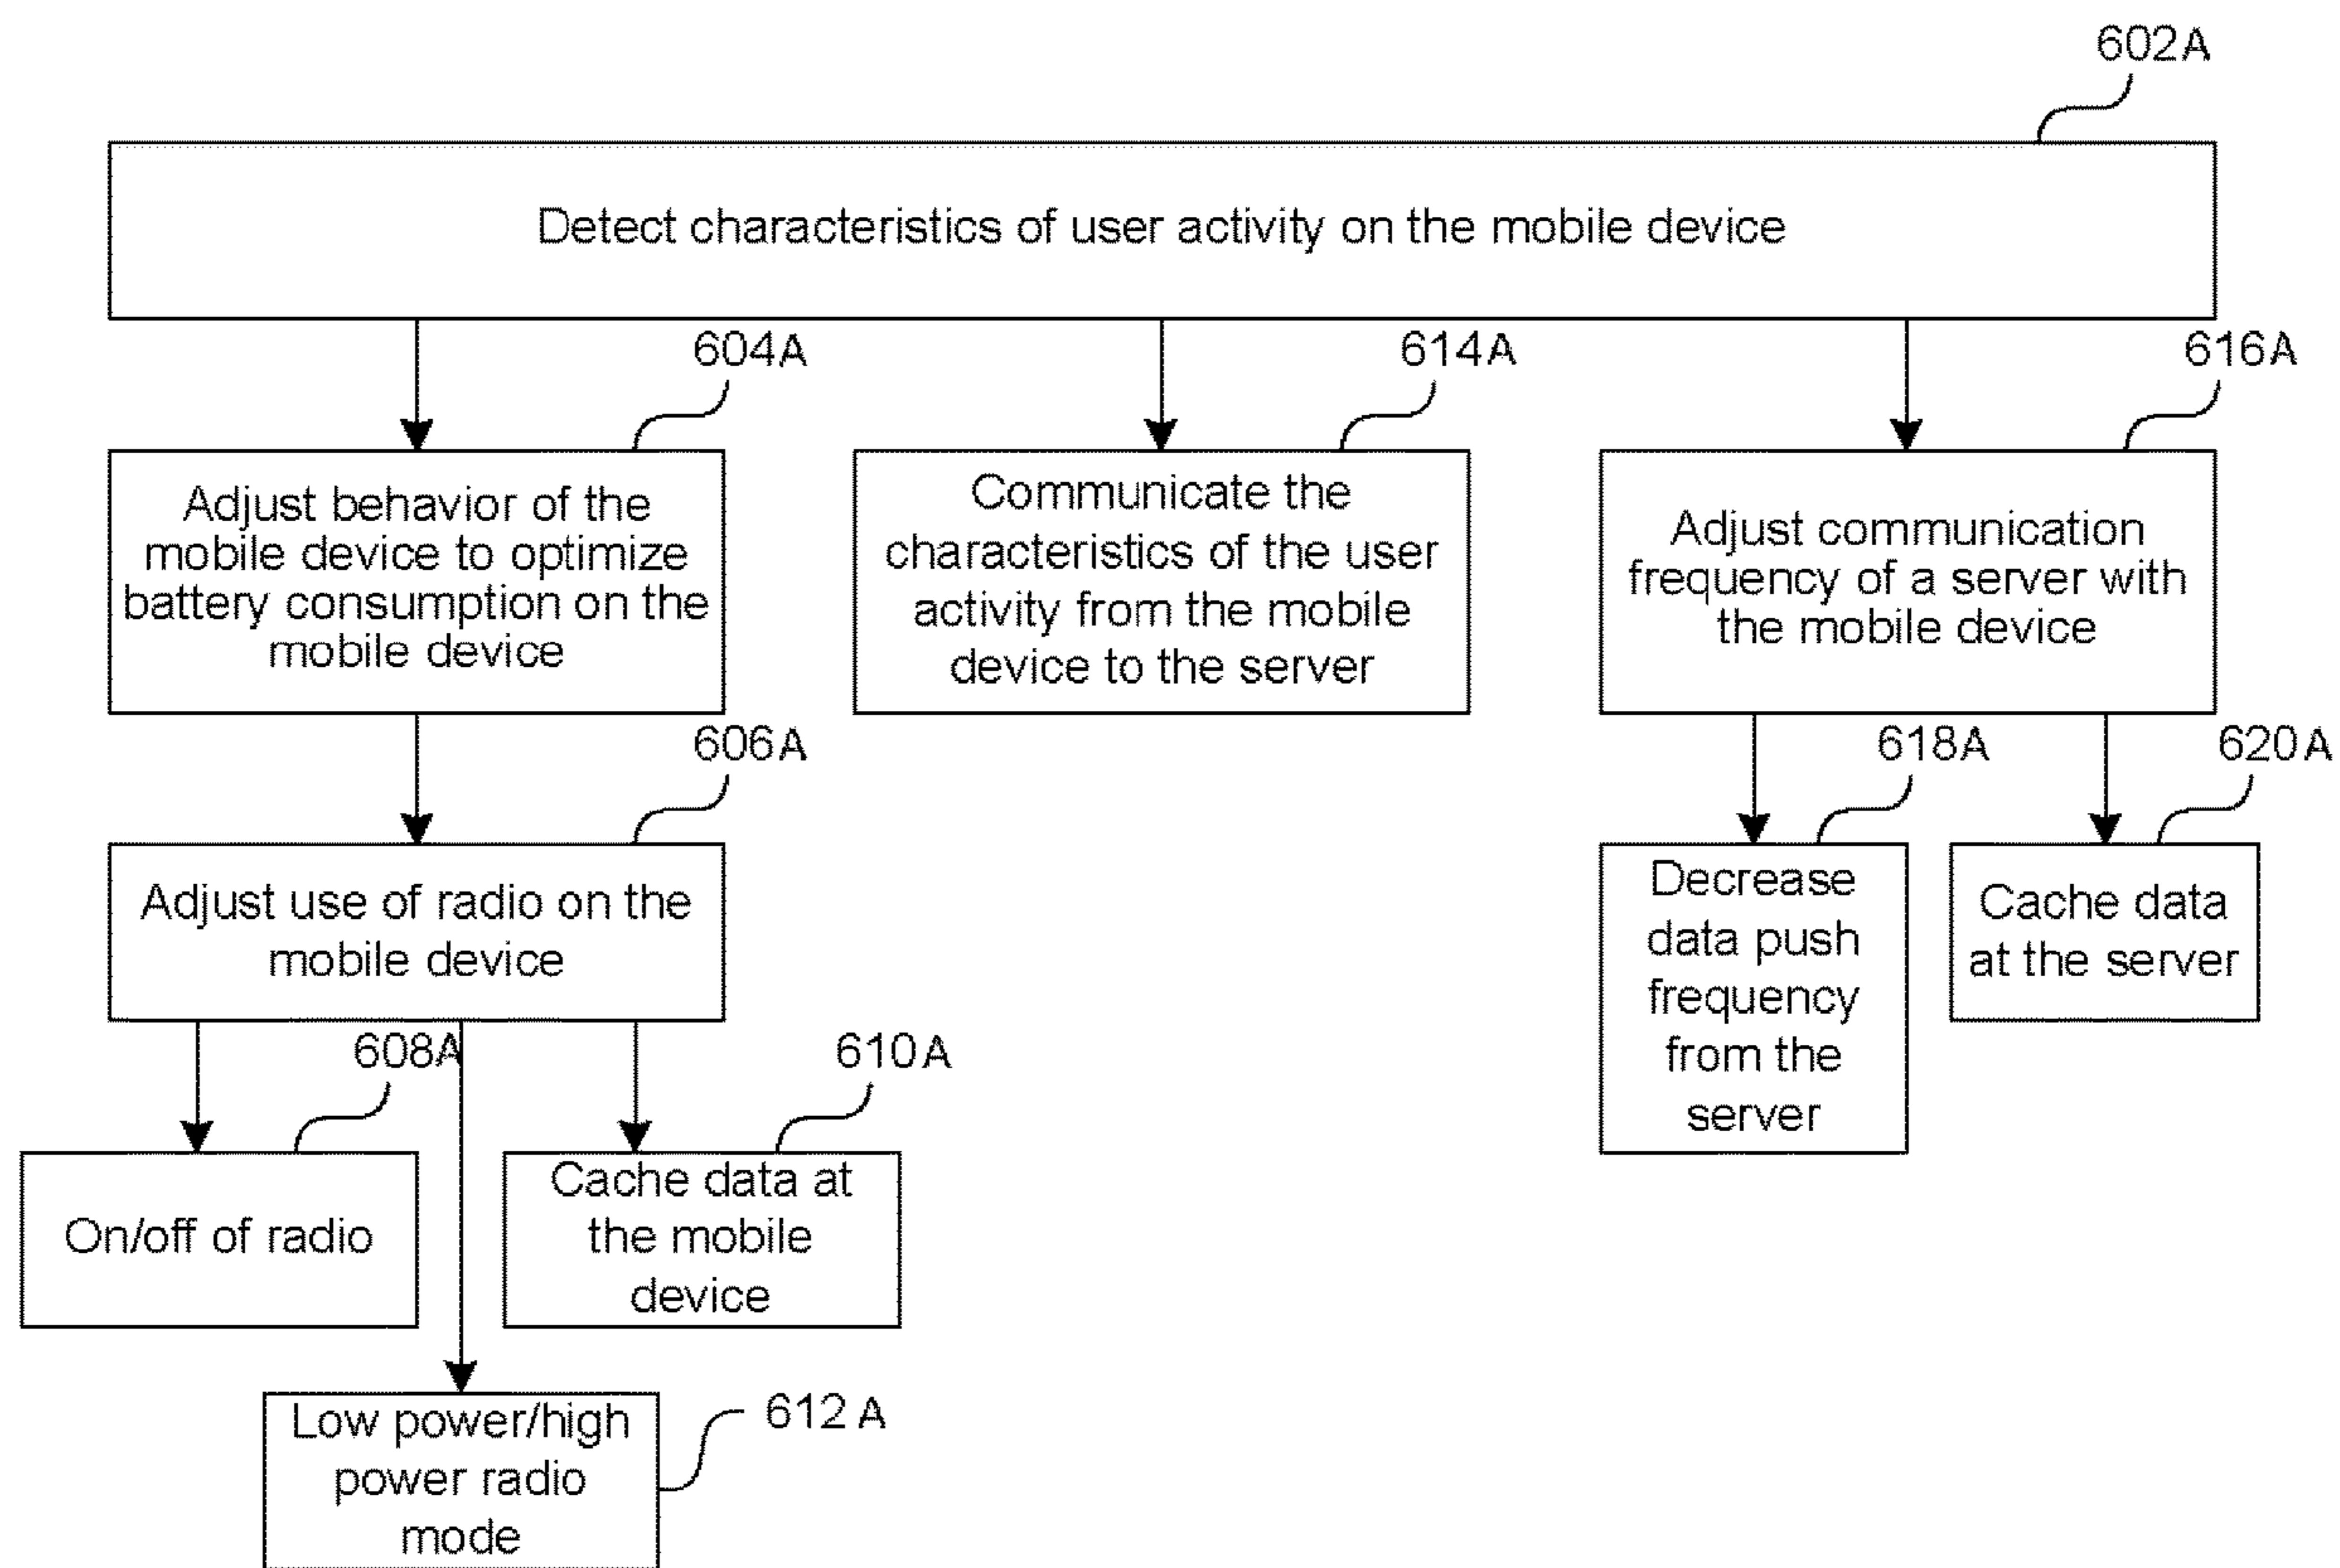 602A
Detect characteristics of user activity on the mobile device
604A
614A
616A
Adjust behavior of the
mobile device to optimize
battery consumption on the
mobile device
Communicate the
characteristics of the user
activity from the mobile
device to the server
Adjust communication
frequency of a server with
the mobile device
606A
618A
620A
Adjust use of radio on the
mobile device
Decrease
data push
frequency
from the
server
Cache data
at the server
608A
610A
On/off of radio
Cache data at
the mobile
device
612 A
Low power/high
power radio
mode